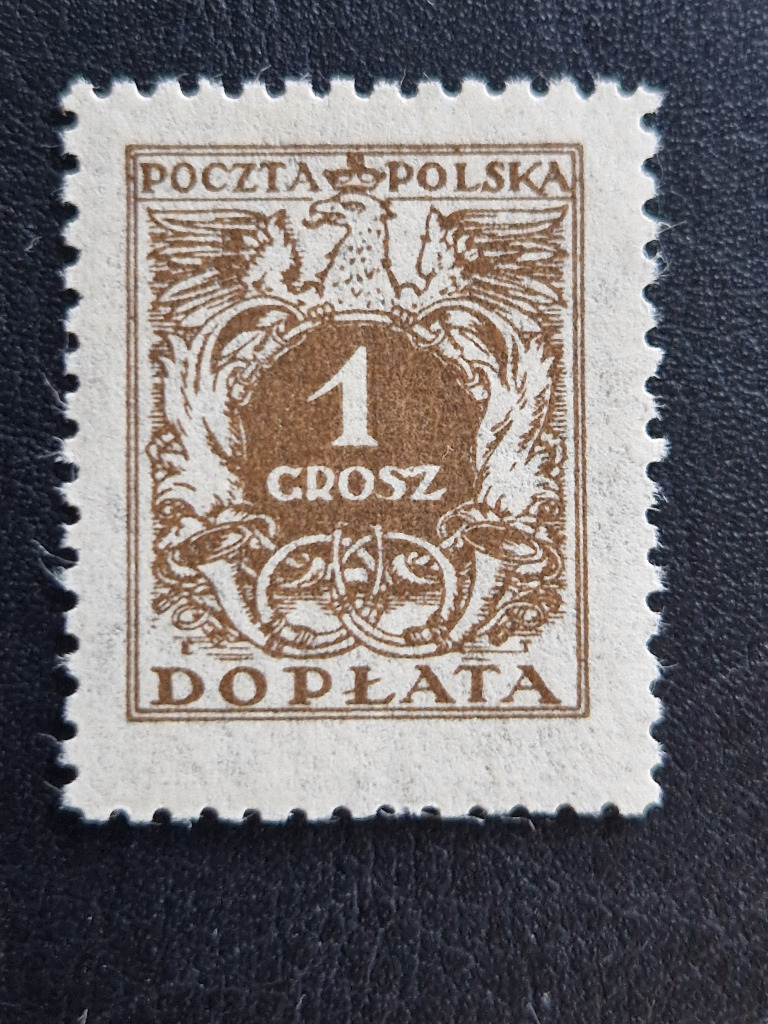 POCZTA POLSKA
1
GROSZ
DOPŁATA